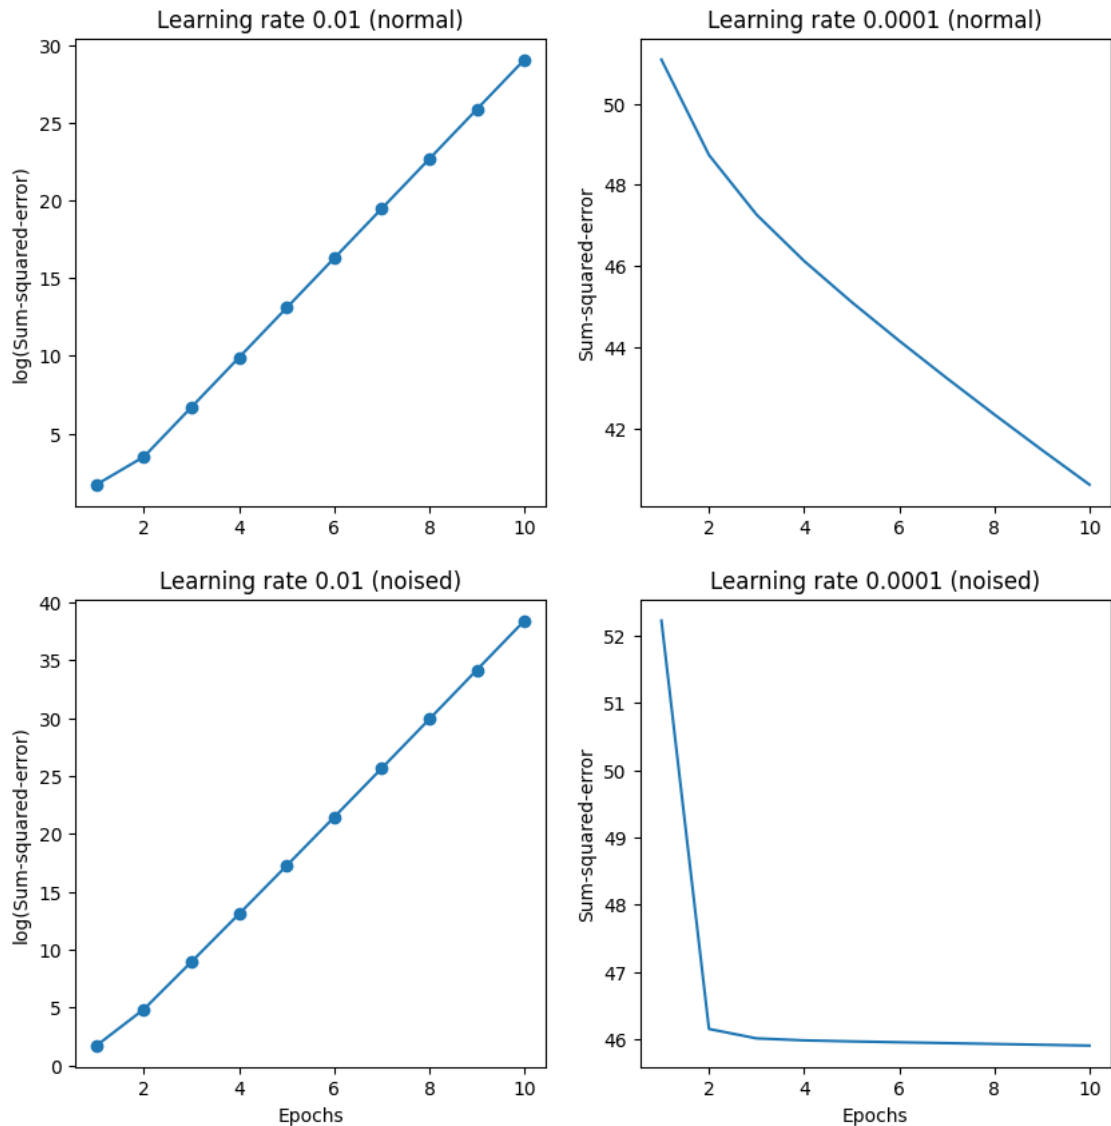 Learning rate 0.01 (normal)
log(Sum-squared-error)
30
25
20
15
10
5
2 4 6 8 10
Learning rate 0.0001 (normal)
Sum-squared-error
50
48
46
44
42
2 4 6 8 10
Learning rate 0.01 (noised)
log(Sum-squared-error)
40
35
30
25
20
15
10
5
0
2 4 6 8 10
Epochs
Learning rate 0.0001 (noised)
Sum-squared-error
52
51
50
49
48
47
46
2 4 6 8 10
Epochs